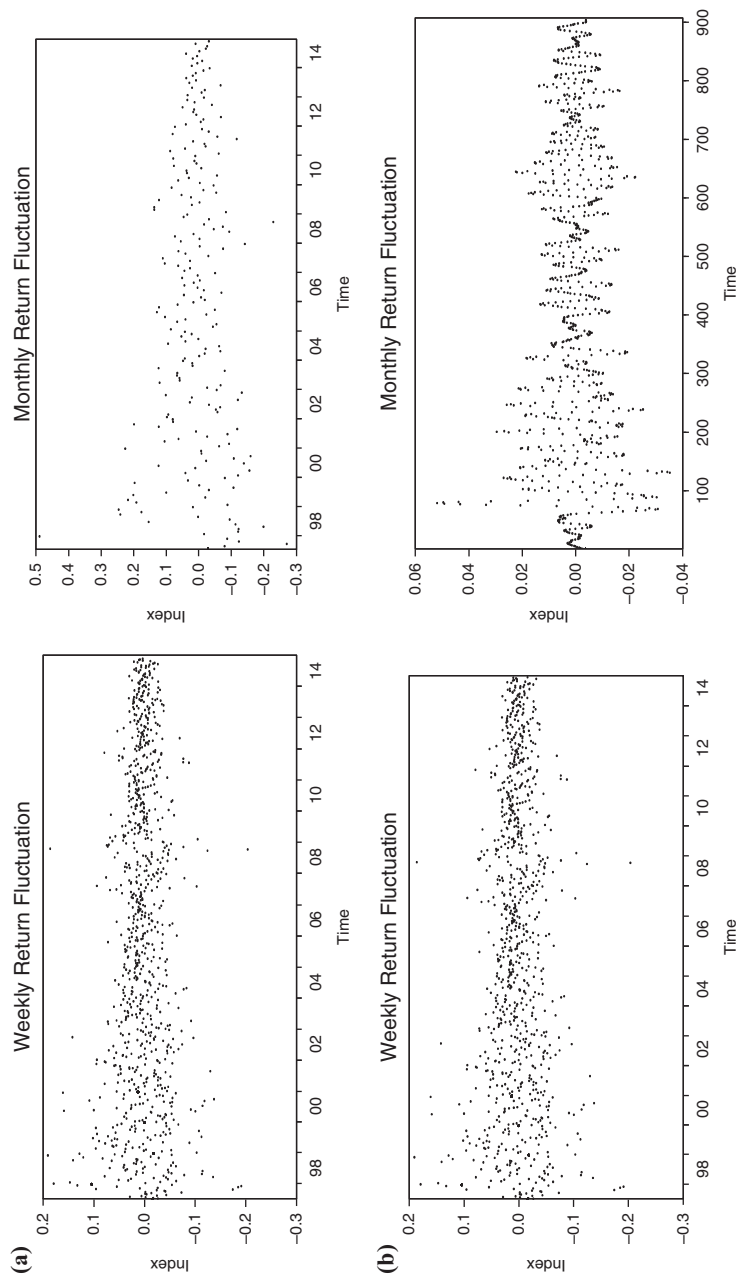 (a)
Weekly Return Fluctuation
Index
0.2
0.1
0.0
−0.1
−0.2
−0.3
98 00 02 04 06 08 10 12 14
Time
Monthly Return Fluctuation
Index
0.5
0.4
0.3
0.2
0.1
0.0
−0.1
−0.2
−0.3
98 00 02 04 06 08 10 12 14
Time
(b)
Weekly Return Fluctuation
Index
0.2
0.1
0.0
−0.1
−0.2
−0.3
98 00 02 04 06 08 10 12 14
Time
Monthly Return Fluctuation
Index
0.06
0.04
0.02
0.00
−0.02
−0.04
100 200 300 400 500 600 700 800 900
Time